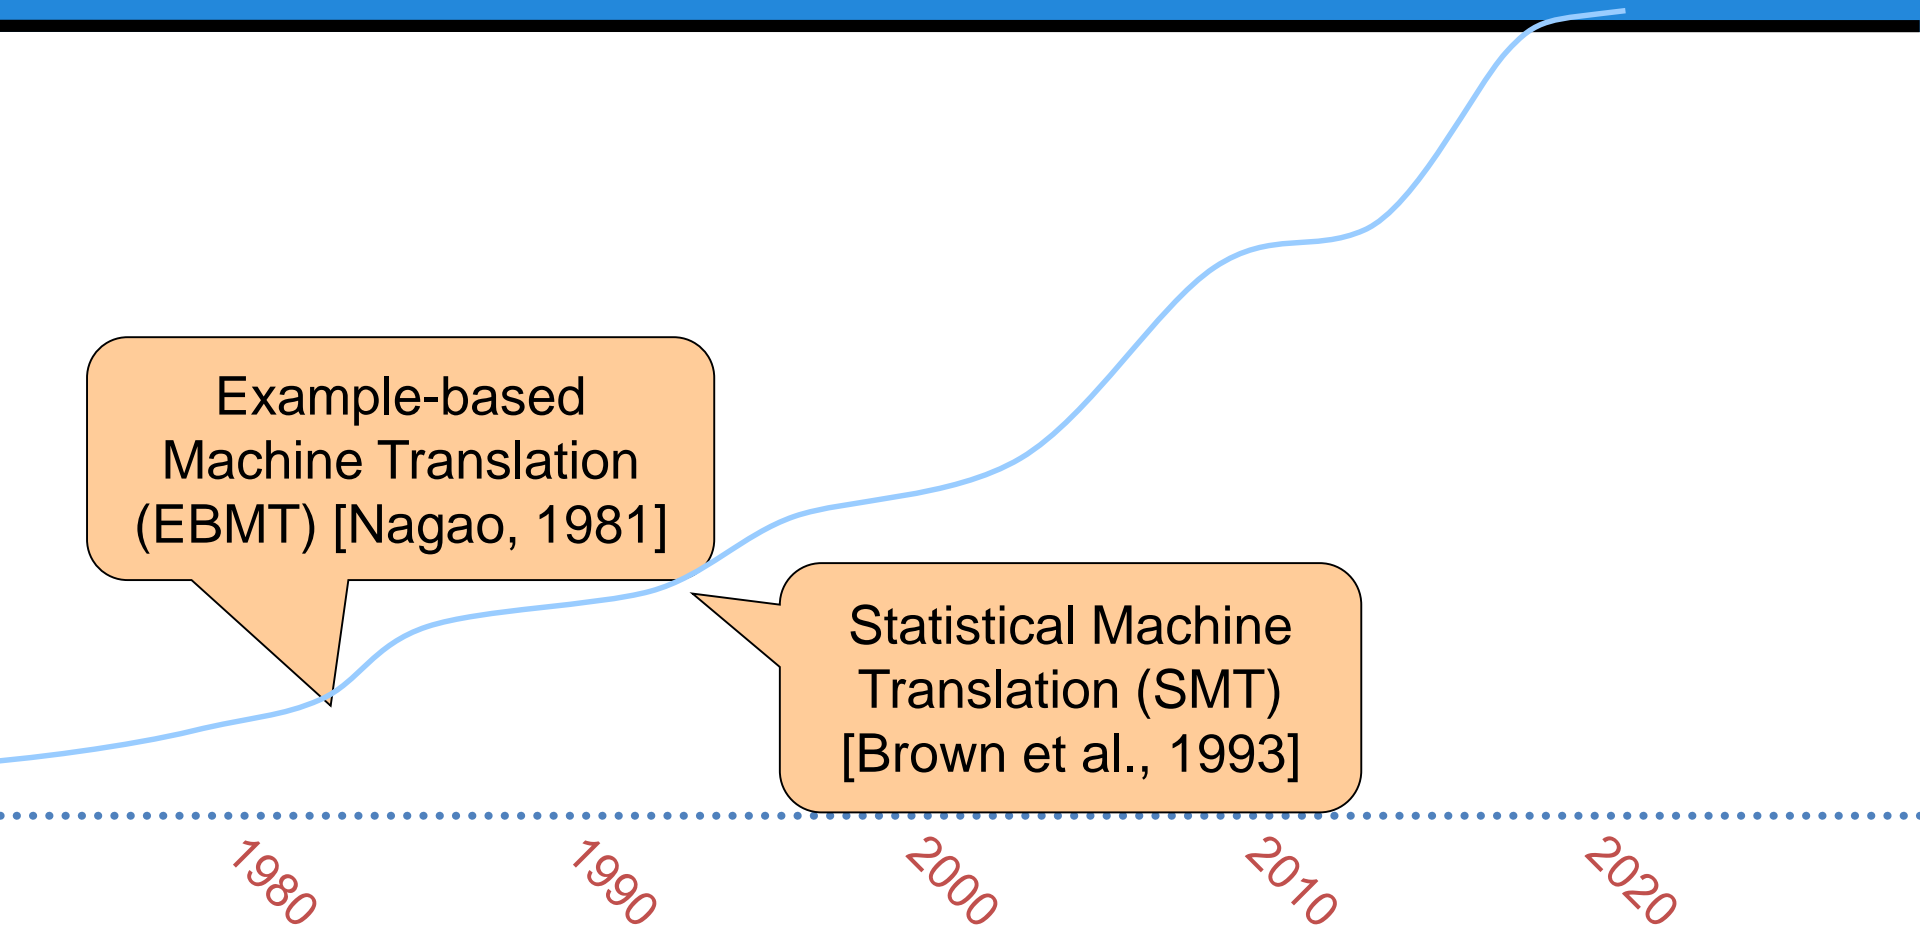 Example-based
Machine Translation
(EBMT) [Nagao, 1981]
Statistical Machine
Translation (SMT)
[Brown et al., 1993]
1980
1990
2000
2010
2020